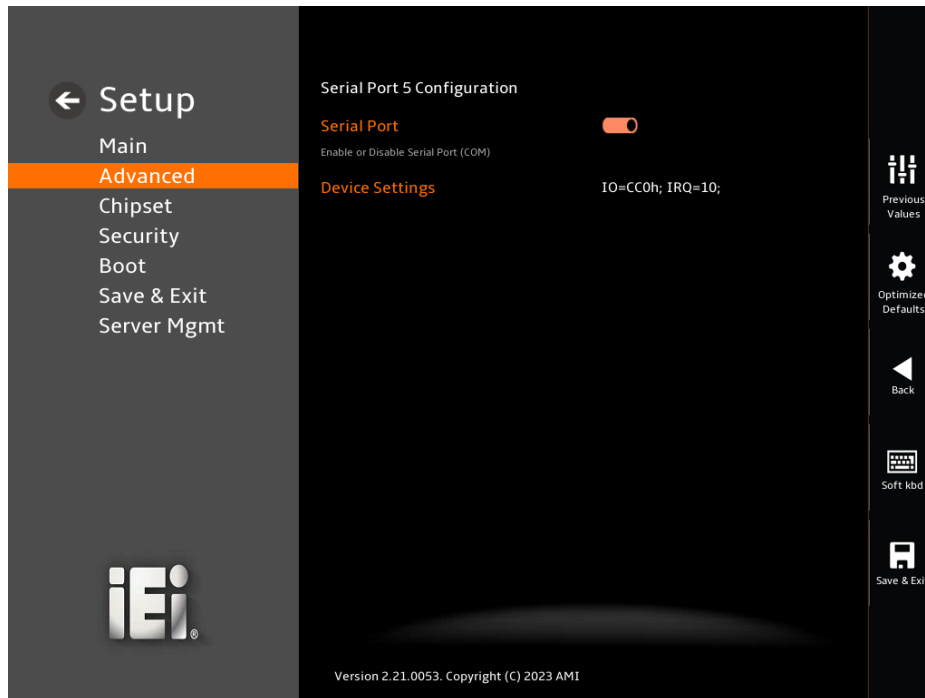 Setup
Main
Advanced
Chipset
Security
Boot
Save & Exit
Server Mgmt
iEi®
Serial Port 5 Configuration
Serial Port
Enable or Disable Serial Port (COM)
Device Settings IO=CC0h; IRQ=10;
Version 2.21.0053. Copyright (C) 2023 AMI
Previous
Values
Optimized
Defaults
Back
Soft kbd
Save & Exi